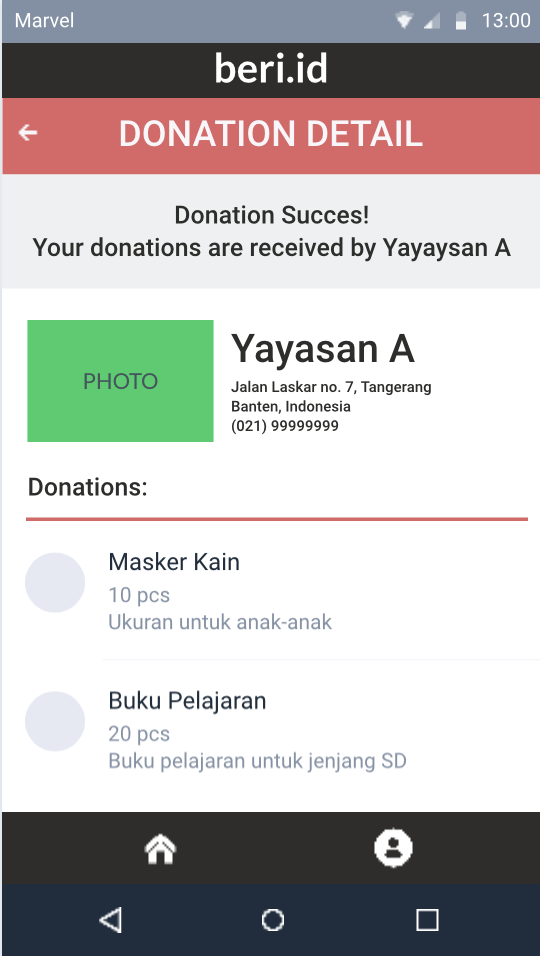 Marvel 13:00
beri.id
DONATION DETAIL
Donation Succes!
Your donations are received by Yayaysan A
PHOTO
Yayasan A
Jalan Laskar no. 7, Tangerang
Banten, Indonesia
(021) 99999999
Donations:
Masker Kain
10 pcs
Ukuran untuk anak-anak
Buku Pelajaran
20 pcs
Buku pelajaran untuk jenjang SD